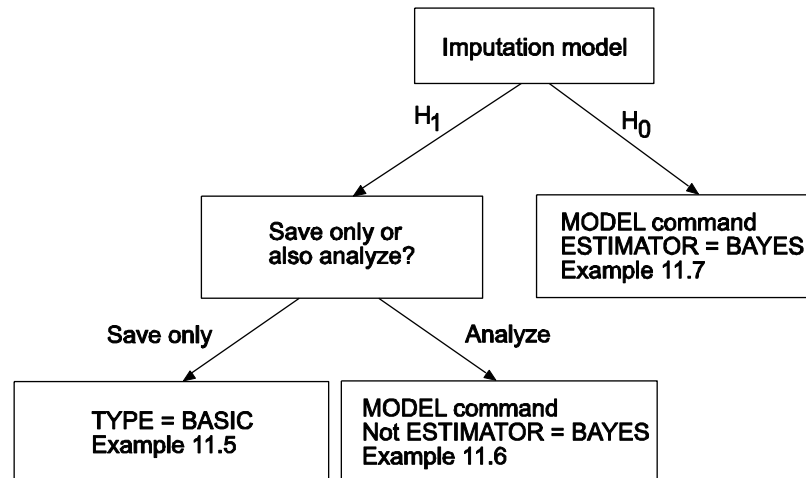 Imputation model
H1
H0
Save only or
also analyze?
MODEL command
ESTIMATOR = BAYES
Example 11.7
Save only
Analyze
TYPE = BASIC
Example 11.5
MODEL command
Not ESTIMATOR = BAYES
Example 11.6